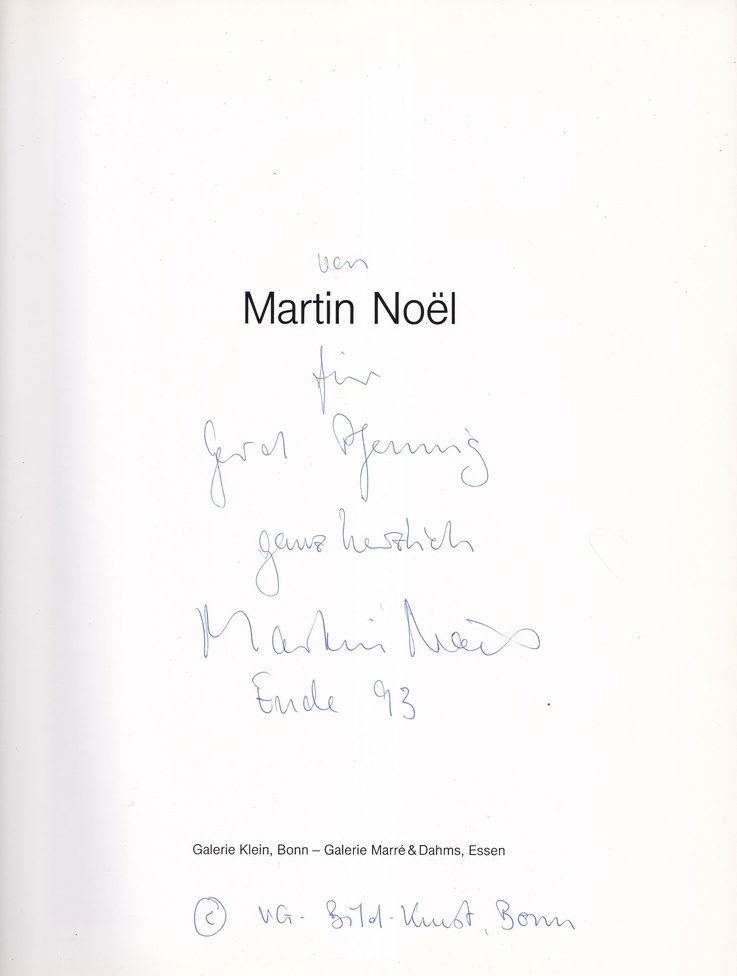 von
Martin Noël
für
Gerd Pfennig
ganz herzlich
Martin Noël
Ende 93
Galerie Klein, Bonn – Galerie Marré & Dahms, Essen
© VG - Bild-Kunst, Bonn